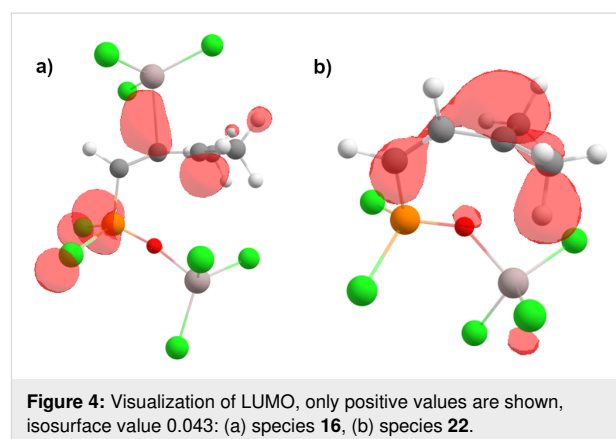 a)
b)
Figure 4: Visualization of LUMO, only positive values are shown,
isosurface value 0.043: (a) species 16, (b) species 22.